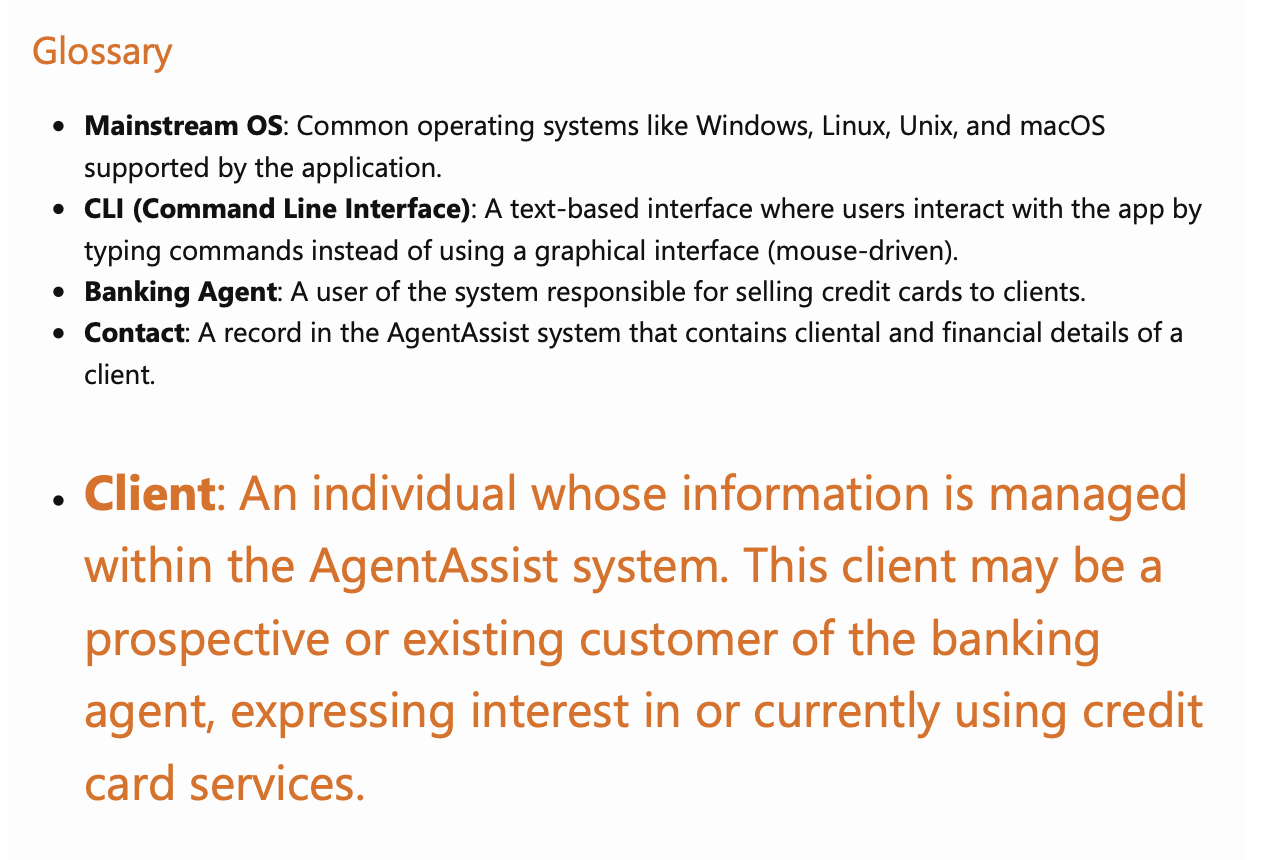 Glossary
• Mainstream OS: Common operating systems like Windows, Linux, Unix, and macOS
supported by the application.
• CLI (Command Line Interface): A text-based interface where users interact with the app by
typing commands instead of using a graphical interface (mouse-driven).
• Banking Agent: A user of the system responsible for selling credit cards to clients.
• Contact: A record in the AgentAssist system that contains cliental and financial details of a
client.
• Client: An individual whose information is managed
within the AgentAssist system. This client may be a
prospective or existing customer of the banking
agent, expressing interest in or currently using credit
card services.